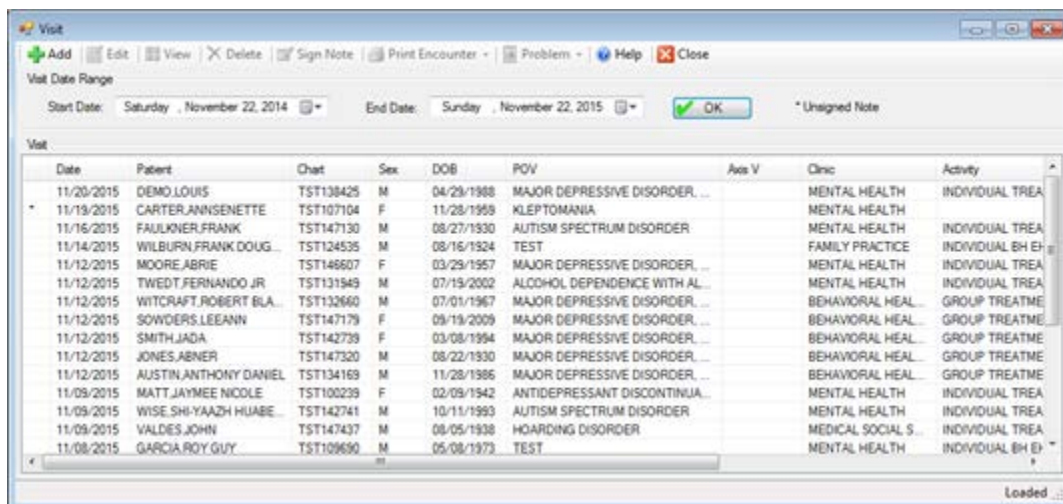 Visit
Add Edit View Delete Sign Note Print Encounter Problem Help Close
Visit Date Range
Start Date: Saturday , November 22, 2014 End Date: Sunday , November 22, 2015 OK * Unsigned Note
Visit
Date Patient Chart Sex DOB POV Axis V Clinic Activity
11/20/2015 DEMO,LOUIS TST138425 M 04/29/1988 MAJOR DEPRESSIVE DISORDER, ... MENTAL HEALTH INDIVIDUAL TREA
* 11/19/2015 CARTER,ANNSENETTE TST107104 F 11/28/1959 KLEPTOMANIA MENTAL HEALTH
11/16/2015 FAULKNER,FRANK TST147130 M 08/27/1930 AUTISM SPECTRUM DISORDER MENTAL HEALTH INDIVIDUAL TREA
11/14/2015 WILBURN,FRANK DOUG... TST124535 M 08/16/1924 TEST FAMILY PRACTICE INDIVIDUAL BH EH
11/12/2015 MOORE,ABRIE TST146607 F 03/29/1957 MAJOR DEPRESSIVE DISORDER, ... MENTAL HEALTH INDIVIDUAL TREA
11/12/2015 TWEDT,FERNANDO JR TST131949 M 07/19/2002 ALCOHOL DEPENDENCE WITH AL... MENTAL HEALTH INDIVIDUAL TREA
11/12/2015 WITCRAFT,ROBERT BLA... TST132660 M 07/01/1967 MAJOR DEPRESSIVE DISORDER, ... BEHAVIORAL HEAL... GROUP TREATME
11/12/2015 SOWDERS,LEEANN TST147179 F 09/19/2009 MAJOR DEPRESSIVE DISORDER, ... BEHAVIORAL HEAL... GROUP TREATME
11/12/2015 SMITH,JADA TST142739 F 03/08/1994 MAJOR DEPRESSIVE DISORDER, ... BEHAVIORAL HEAL... GROUP TREATME
11/12/2015 JONES,ABNER TST147320 M 08/22/1930 MAJOR DEPRESSIVE DISORDER, ... BEHAVIORAL HEAL... GROUP TREATME
11/12/2015 AUSTIN,ANTHONY DANIEL TST134169 M 11/28/1986 MAJOR DEPRESSIVE DISORDER, ... BEHAVIORAL HEAL... GROUP TREATME
11/09/2015 MATT,JAYMEE NICOLE TST100239 F 02/09/1942 ANTIDEPRESSANT DISCONTINUA... MENTAL HEALTH INDIVIDUAL TREA
11/09/2015 WISE,SHI-YAAZH HUABE... TST142741 M 10/11/1993 AUTISM SPECTRUM DISORDER MENTAL HEALTH INDIVIDUAL TREA
11/09/2015 VALDES,JOHN TST147437 M 08/05/1938 HOARDING DISORDER MEDICAL SOCIAL S... INDIVIDUAL TREA
11/08/2015 GARCIA,ROY GUY TST109690 M 05/08/1973 TEST MENTAL HEALTH INDIVIDUAL BH EH
Loaded